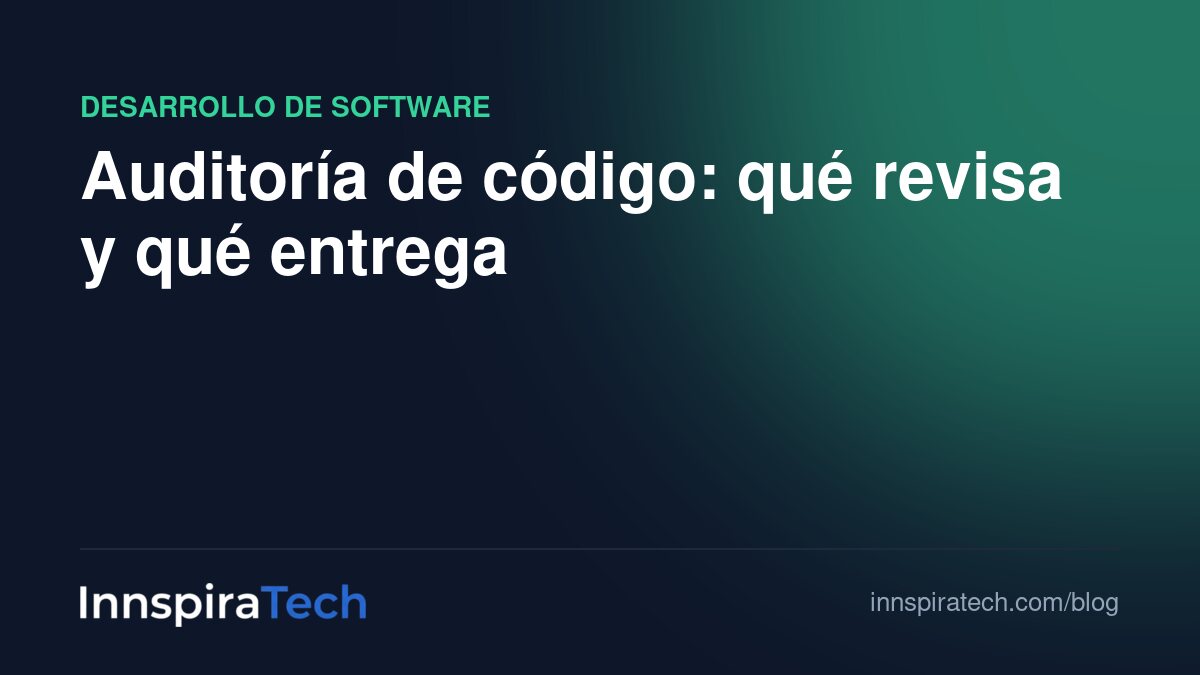 DESARROLLO DE SOFTWARE
Auditoría de código: qué revisa
y qué entrega
InnspiraTech
innspiratech.com/blog